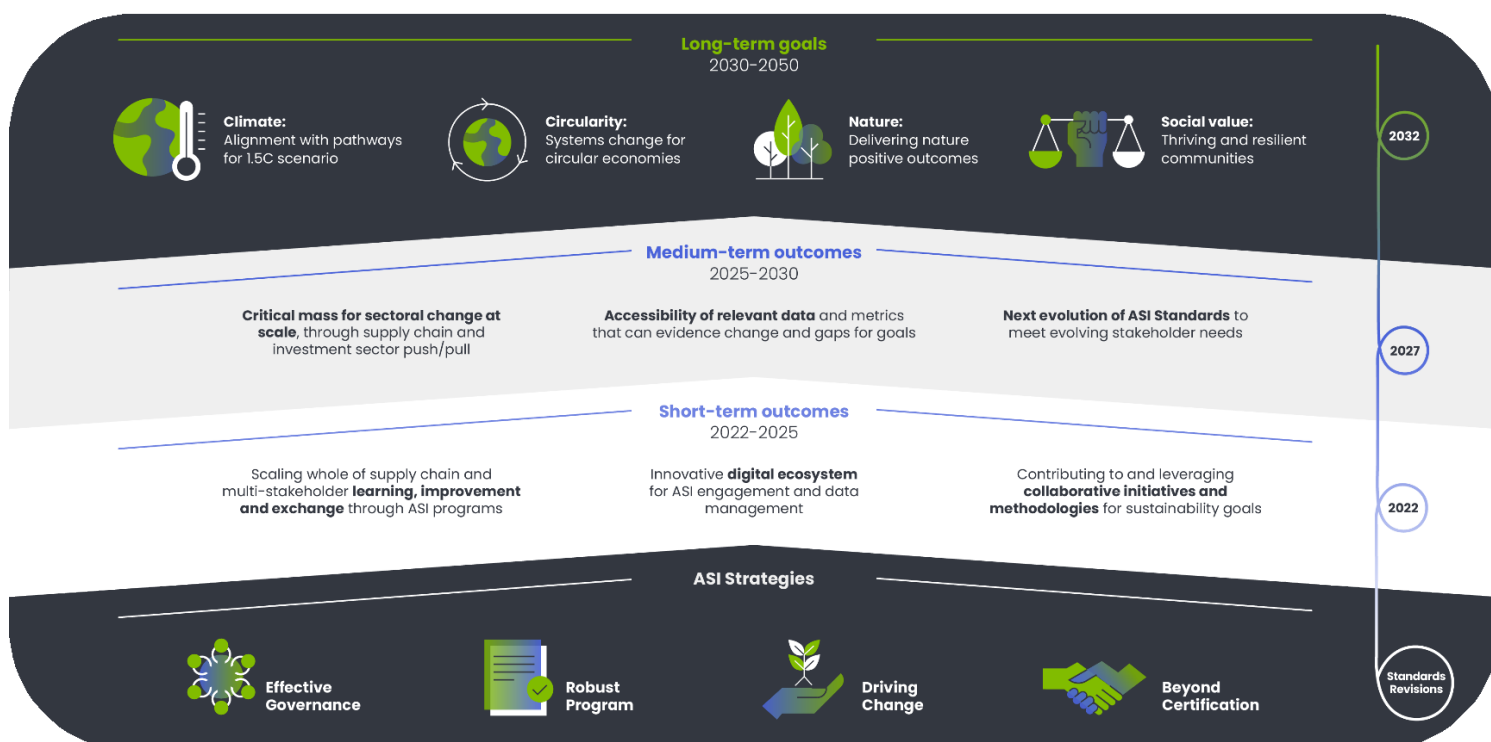 Long-term goals
2030-2050
Climate:
Alignment with pathways
for 1.5C scenario
Circularity:
Systems change for
circular economies
Nature:
Delivering nature
positive outcomes
Social value:
Thriving and resilient
communities
2032
Medium-term outcomes
2025-2030
Critical mass for sectoral change at
scale, through supply chain and
investment sector push/pull
Accessibility of relevant data and metrics
that can evidence change and gaps for goals
Next evolution of ASI Standards to
meet evolving stakeholder needs
2027
Short-term outcomes
2022-2025
Scaling whole of supply chain and
multi-stakeholder learning, improvement
and exchange through ASI programs
Innovative digital ecosystem
for ASI engagement and data
management
Contributing to and leveraging
collaborative initiatives and
methodologies for sustainability goals
2022
ASI Strategies
Effective
Governance
Robust
Program
Driving
Change
Beyond
Certification
Standards
Revisions